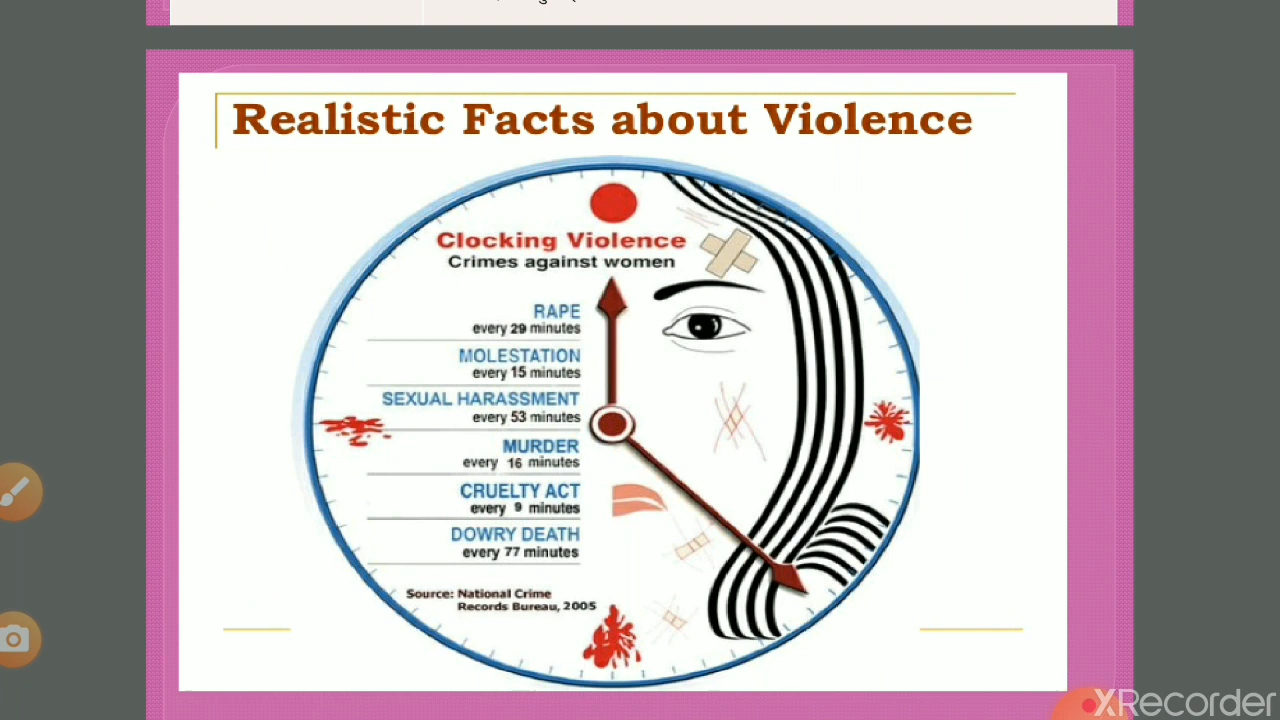 Realistic Facts about Violence
Clocking Violence
Crimes against women
RAPE
every 29 minutes
MOLESTATION
every 15 minutes
SEXUAL HARASSMENT
every 53 minutes
MURDER
every 16 minutes
CRUELTY ACT
every 9 minutes
DOWRY DEATH
every 77 minutes
Source: National Crime
Records Bureau, 2005
XRecorder